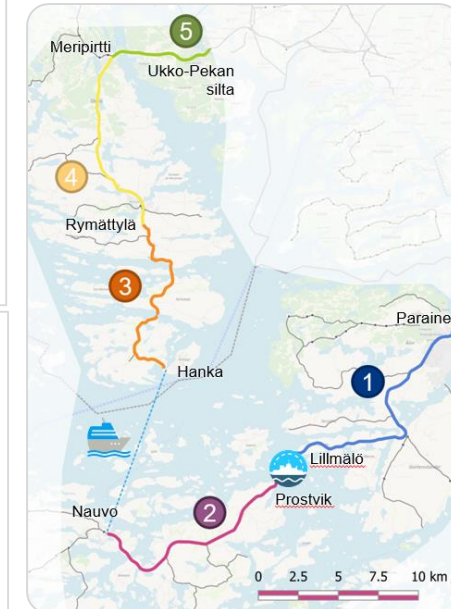 5
Meripirtti
Ukko-Pekan
silta
4
Rymättylä
3
Hanka
Paraine
1
Lillmälö
Prostvik
Nauvo
2
0 2.5 5 7.5 10 km